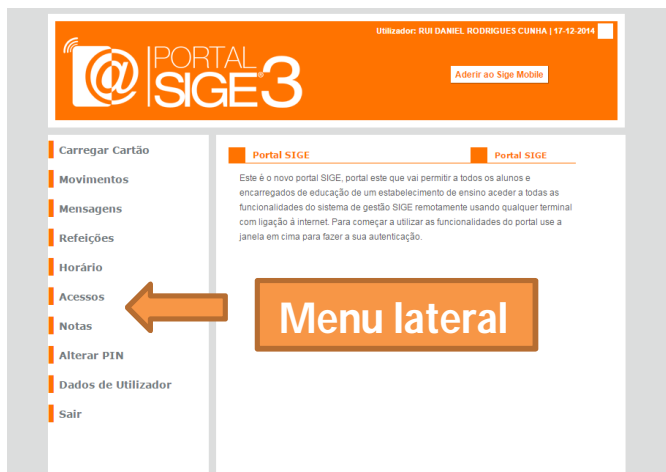 Utilizador: RUI DANIEL RODRIGUES CUNHA | 17-12-2014
@ PORTAL
SIGE®3
Aderir ao Sige Mobile
Carregar Cartão
Movimentos
Mensagens
Refeições
Horário
Acessos
Notas
Alterar PIN
Dados de Utilizador
Sair
Portal SIGE
Portal SIGE
Este é o novo portal SIGE, portal este que vai permitir a todos os alunos e
encarregados de educação de um estabelecimento de ensino aceder a todas as
funcionalidades do sistema de gestão SIGE remotamente usando qualquer terminal
com ligação á internet. Para começar a utilizar as funcionalidades do portal use a
janela em cima para fazer a sua autenticação.
Menu lateral